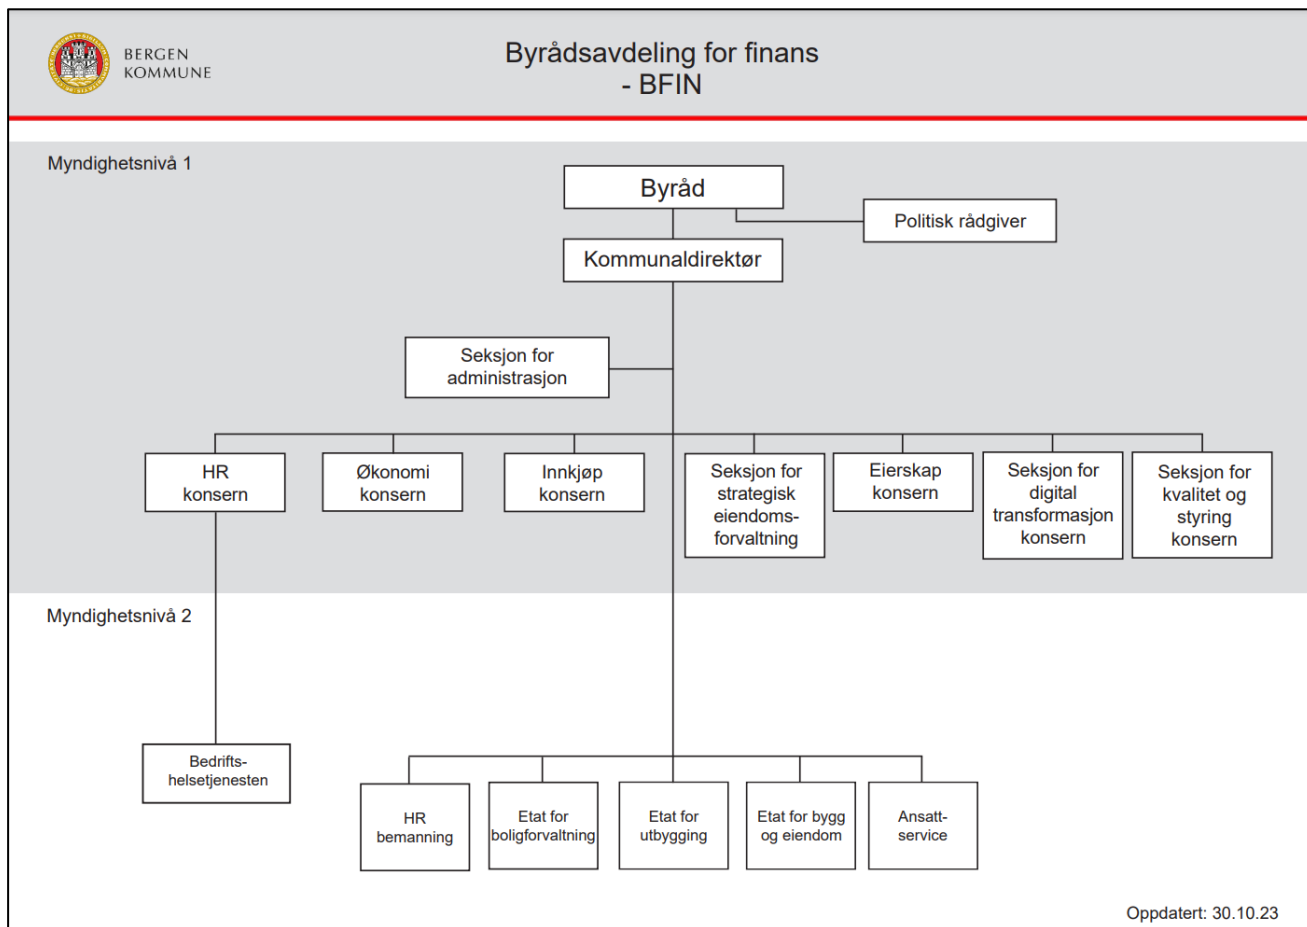 BERGEN
KOMMUNE
Byrådsavdeling for finans
- BFIN
Myndighetsnivå 1
Byråd
Politisk rådgiver
Kommunaldirektør
Seksjon for
administrasjon
HR
konsern
Økonomi
konsern
Innkjøp
konsern
Seksjon for
strategisk
eiendoms-
forvaltning
Eierskap
konsern
Seksjon for
digital
transformasjon
konsern
Seksjon for
kvalitet og
styring
konsern
Myndighetsnivå 2
Bedrifts-
helsetjenesten
HR
bemanning
Etat for
boligforvaltning
Etat for
utbygging
Etat for bygg
og eiendom
Ansatt-
service
Oppdatert: 30.10.23